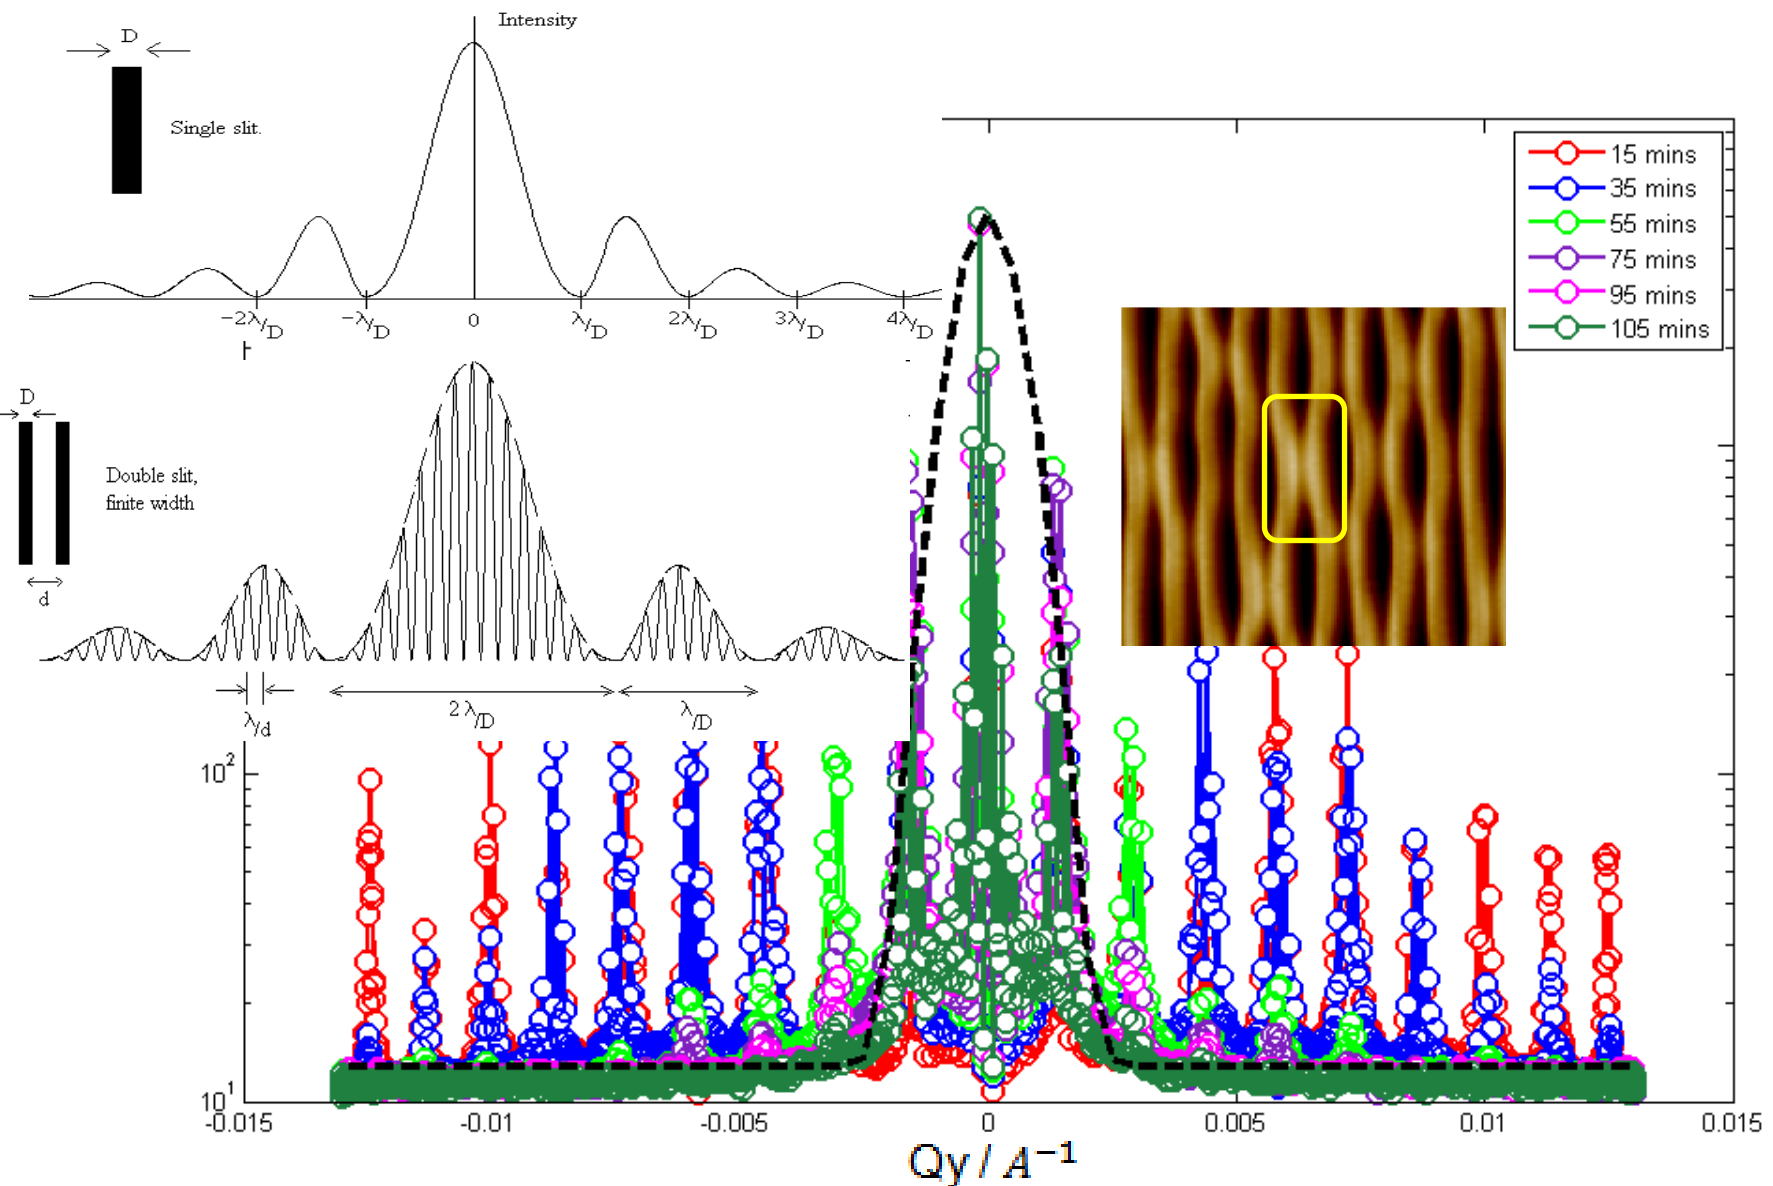 Intensity
D
Single slit.
−2λ/D
−λ/D
0
λ/D
2λ/D
3λ/D
4λ/D
D
Double slit,
finite width
d
λ/d
2λ/D
λ/D
15 mins
35 mins
55 mins
75 mins
95 mins
105 mins
10²
10¹
-0.015
-0.01
-0.005
0
0.005
0.01
0.015
Qy / A⁻¹